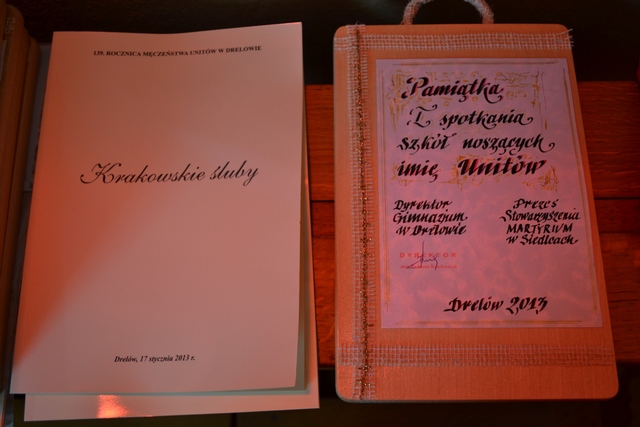 139. ROCZNICA MĘCZEŃSTWA UNITÓW W DRELOWIE
Krakowskie śluby
Drelów, 17 stycznia 2013 r.
Pamiątka
I spotkania
szkół noszących
imię Unitów
Dyrektor
Gimnazjum
w Drelowie
DYREKTOR
Prezes
Stowarzyszenia
MARTYRIUM
w Siedlcach
Drelów 2013